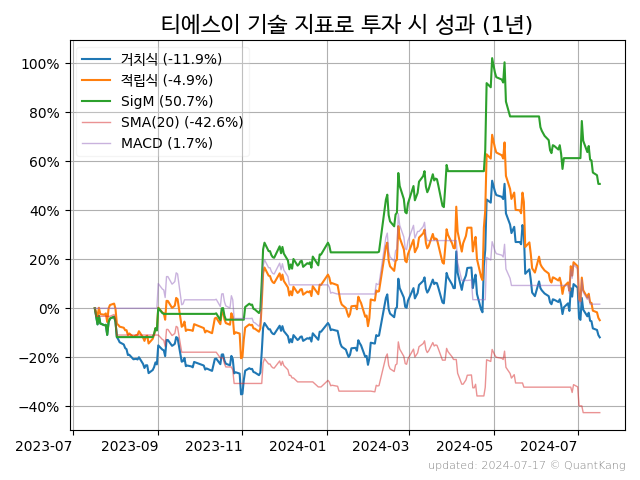 티에스이 기술 지표로 투자 시 성과 (1년)
거치식 (-11.9%)
적립식 (-4.9%)
SigM (50.7%)
SMA(20) (-42.6%)
MACD (1.7%)
100%
80%
60%
40%
20%
0%
−20%
−40%
2023-07 2023-09 2023-11 2024-01 2024-03 2024-05 2024-07
updated: 2024-07-17 © QuantKang